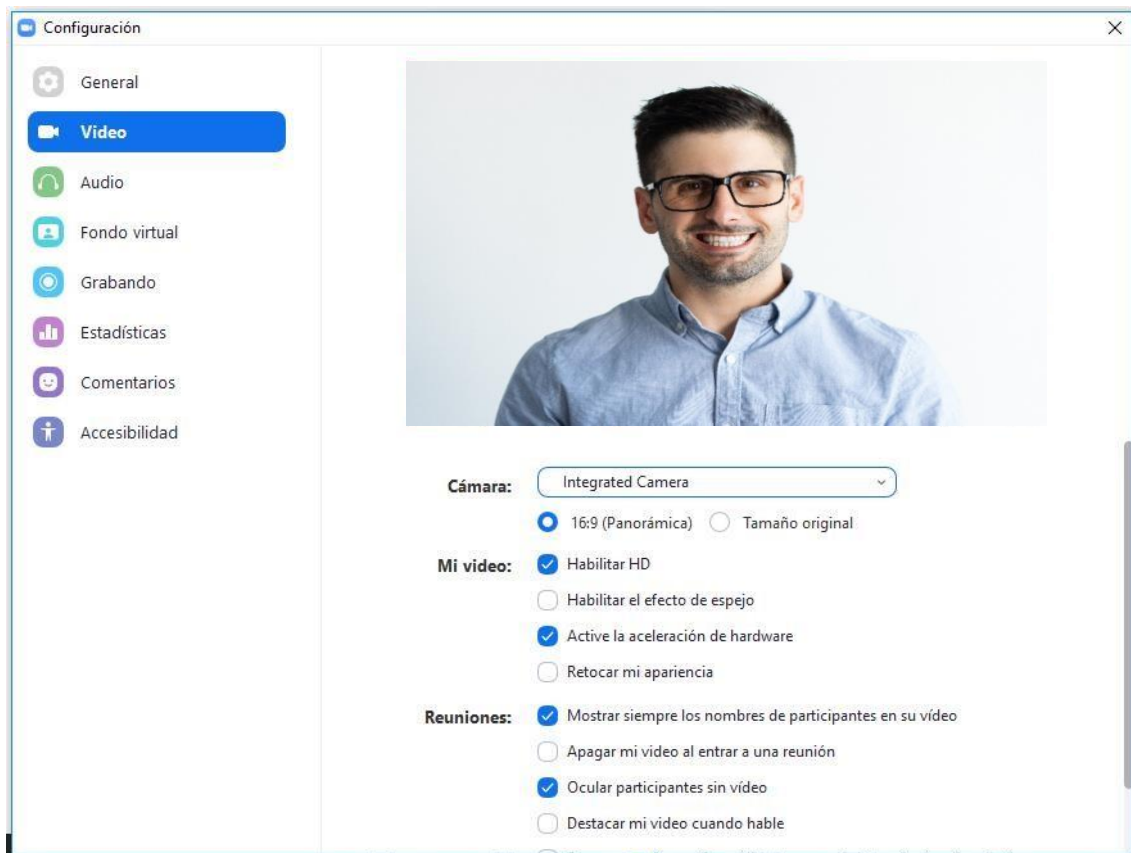 Configuración
General
Video
Audio
Fondo virtual
Grabando
Estadísticas
Comentarios
Accesibilidad
Cámara: Integrated Camera
16:9 (Panorámica) Tamaño original
Mi video: Habilitar HD
Habilitar el efecto de espejo
Active la aceleración de hardware
Retocar mi apariencia
Reuniones: Mostrar siempre los nombres de participantes en su vídeo
Apagar mi video al entrar a una reunión
Ocular participantes sin vídeo
Destacar mi video cuando hable